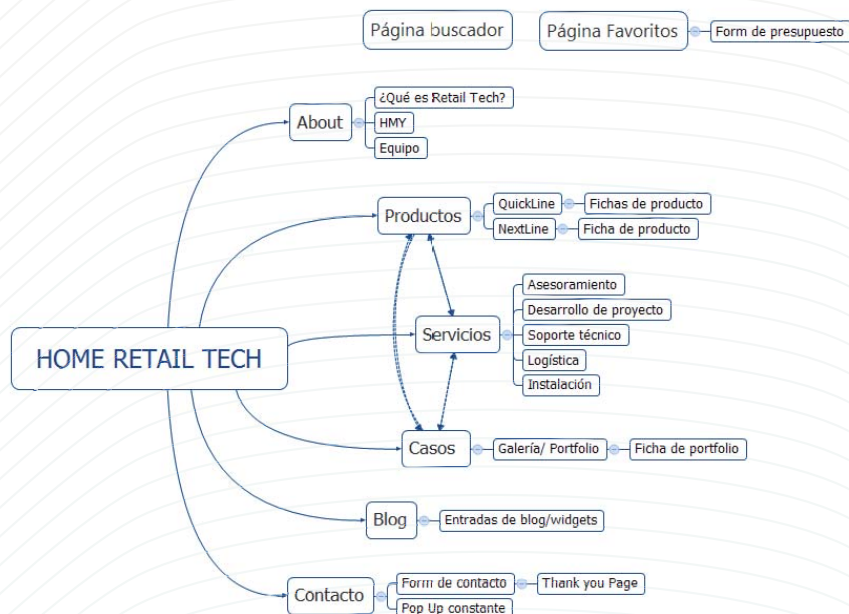 Página buscador
Página Favoritos
Form de presupuesto
About
¿Qué es Retail Tech?
HMY
Equipo
Productos
QuickLine
Fichas de producto
NextLine
Ficha de producto
HOME RETAIL TECH
Servicios
Asesoramiento
Desarrollo de proyecto
Soporte técnico
Logística
Instalación
Casos
Galería/ Portfolio
Ficha de portfolio
Blog
Entradas de blog/widgets
Contacto
Form de contacto
Thank you Page
Pop Up constante